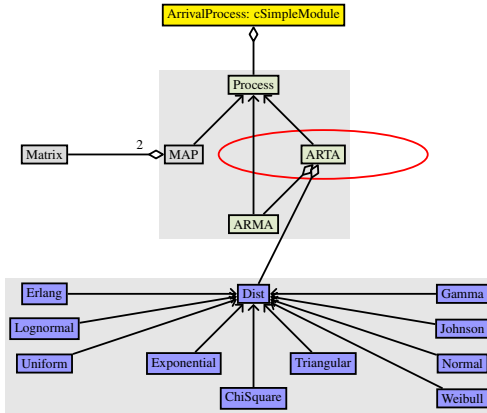 ArrivalProcess: cSimpleModule
Process
2
Matrix
MAP
ARTA
ARMA
Erlang
Dist
Gamma
Lognormal
Johnson
Uniform
Exponential
Triangular
Normal
ChiSquare
Weibull